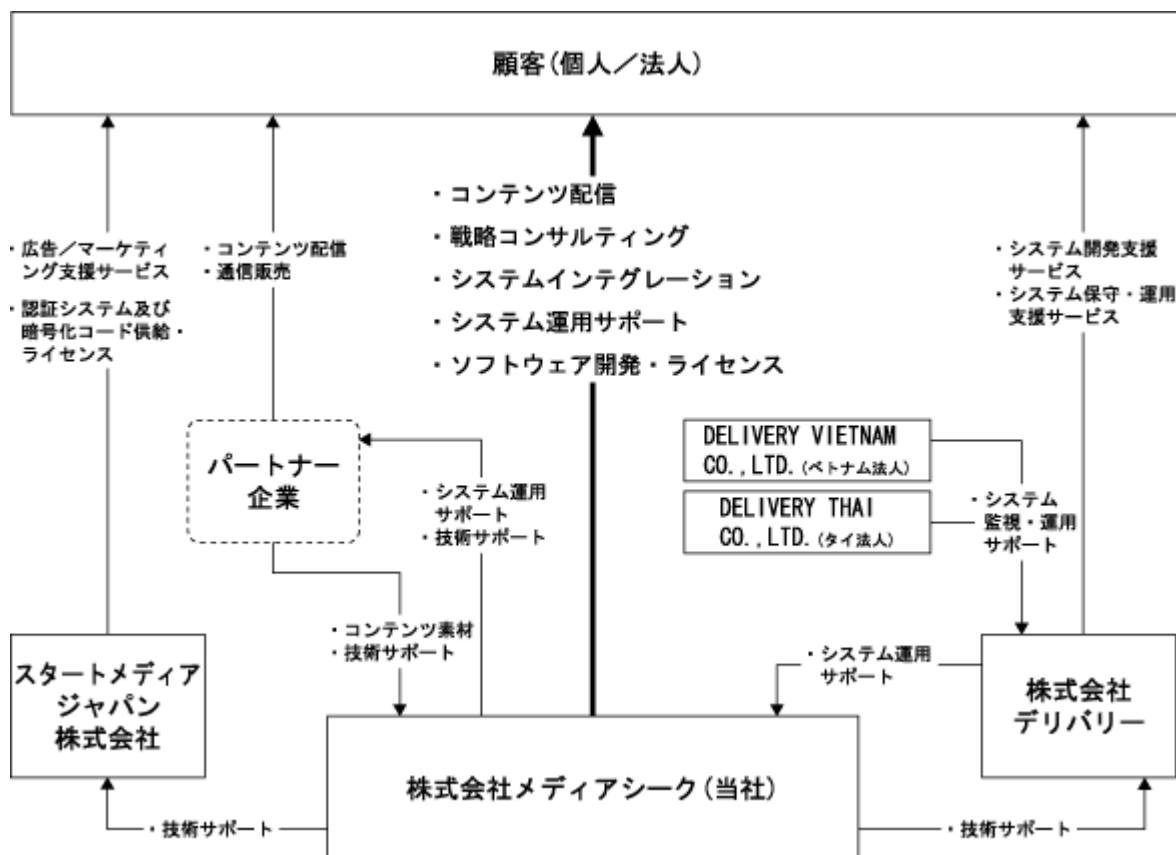 顧客(個人/法人)
・コンテンツ配信
・戦略コンサルティング
・システムインテグレーション
・システム運用サポート
・ソフトウェア開発・ライセンス
・広告/マーケティ
ング支援サービス
・認証システム及び
暗号化コード供給・
ライセンス
・コンテンツ配信
・通信販売
・システム開発支援
サービス
・システム保守・運用
支援サービス
パートナー
企業
・システム運用
サポート
・技術サポート
DELIVERY VIETNAM
CO.,LTD.(ベトナム法人)
DELIVERY THAI
CO.,LTD.(タイ法人)
・システム
監視・運用
サポート
・コンテンツ素材
・技術サポート
・システム運用
サポート
スタートメディア
ジャパン
株式会社
株式会社
デリバリー
株式会社メディアシーク(当社)
・技術サポート
・技術サポート